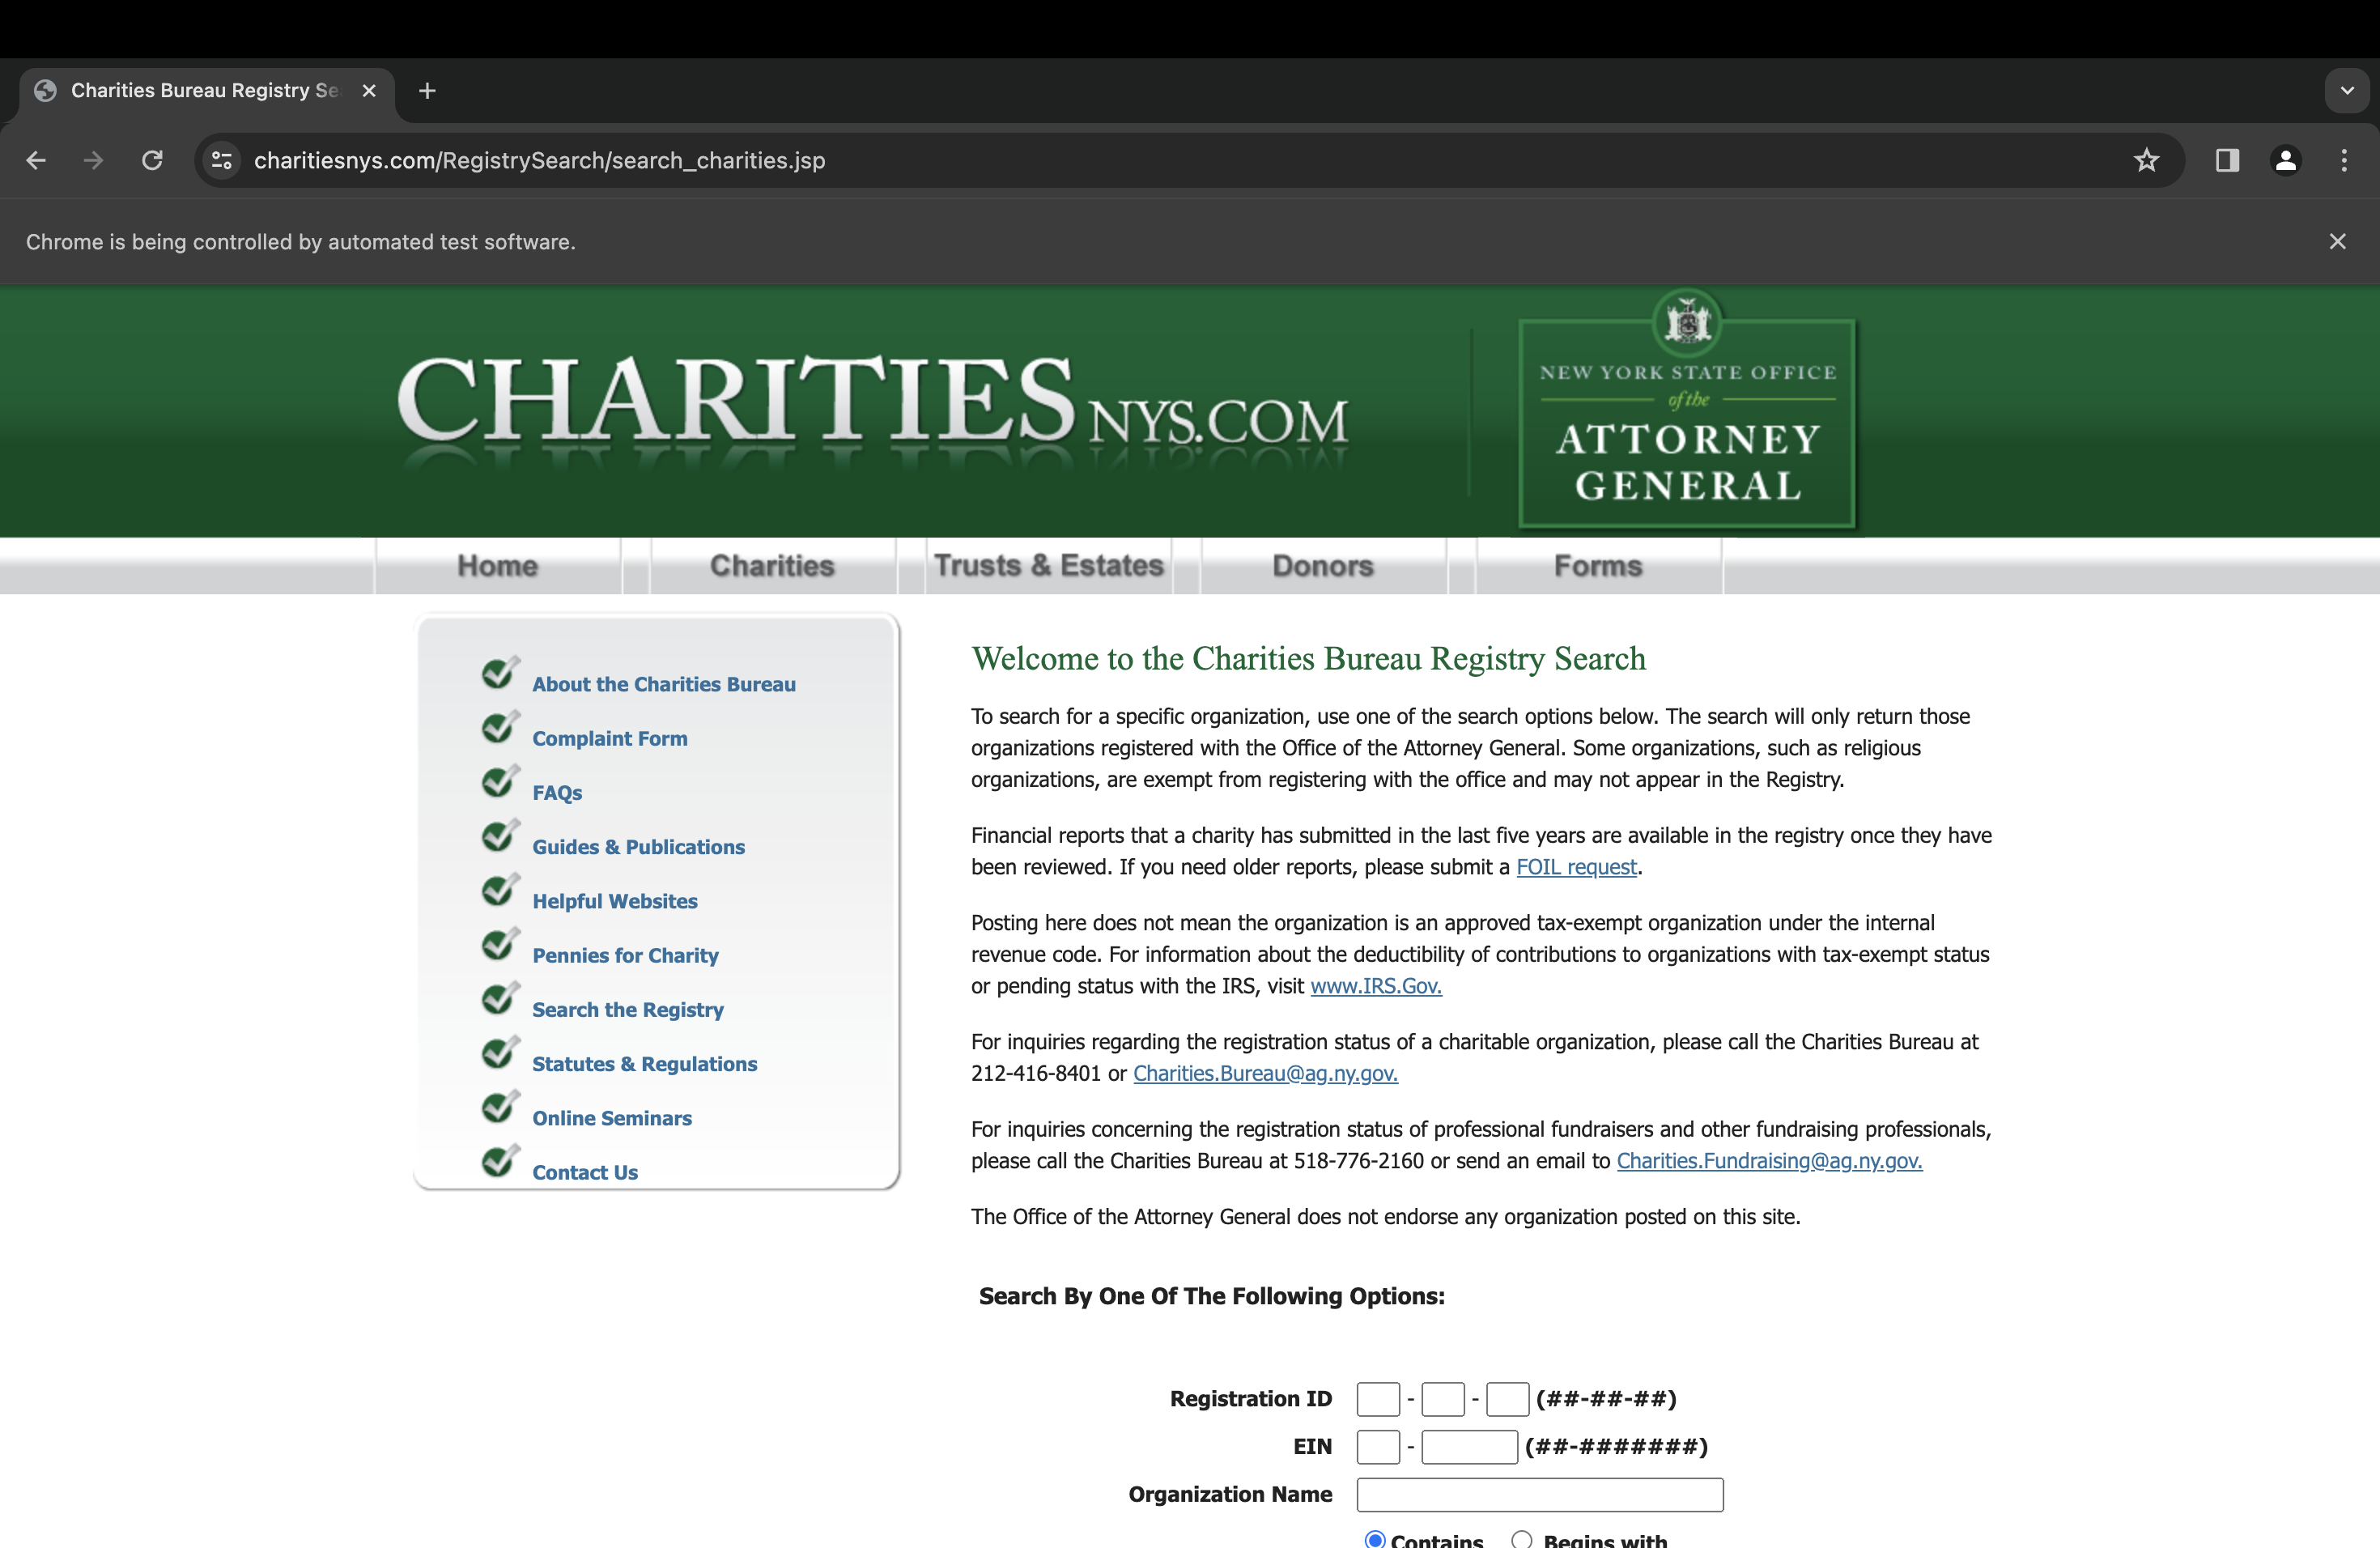 Charities Bureau Registry Se
charitiesnys.com/RegistrySearch/search_charities.jsp
Chrome is being controlled by automated test software.
CHARITIES NYS.COM
NEW YORK STATE OFFICE
of the
ATTORNEY
GENERAL
Home Charities Trusts & Estates Donors Forms
About the Charities Bureau
Complaint Form
FAQs
Guides & Publications
Helpful Websites
Pennies for Charity
Search the Registry
Statutes & Regulations
Online Seminars
Contact Us
Welcome to the Charities Bureau Registry Search
To search for a specific organization, use one of the search options below. The search will only return those
organizations registered with the Office of the Attorney General. Some organizations, such as religious
organizations, are exempt from registering with the office and may not appear in the Registry.
Financial reports that a charity has submitted in the last five years are available in the registry once they have
been reviewed. If you need older reports, please submit a FOIL request.
Posting here does not mean the organization is an approved tax-exempt organization under the internal
revenue code. For information about the deductibility of contributions to organizations with tax-exempt status
or pending status with the IRS, visit www.IRS.Gov.
For inquiries regarding the registration status of a charitable organization, please call the Charities Bureau at
212-416-8401 or Charities.Bureau@ag.ny.gov.
For inquiries concerning the registration status of professional fundraisers and other fundraising professionals,
please call the Charities Bureau at 518-776-2160 or send an email to Charities.Fundraising@ag.ny.gov.
The Office of the Attorney General does not endorse any organization posted on this site.
Search By One Of The Following Options:
Registration ID - - (##-##-##)
EIN - (##-#######)
Organization Name
Contains Begins with